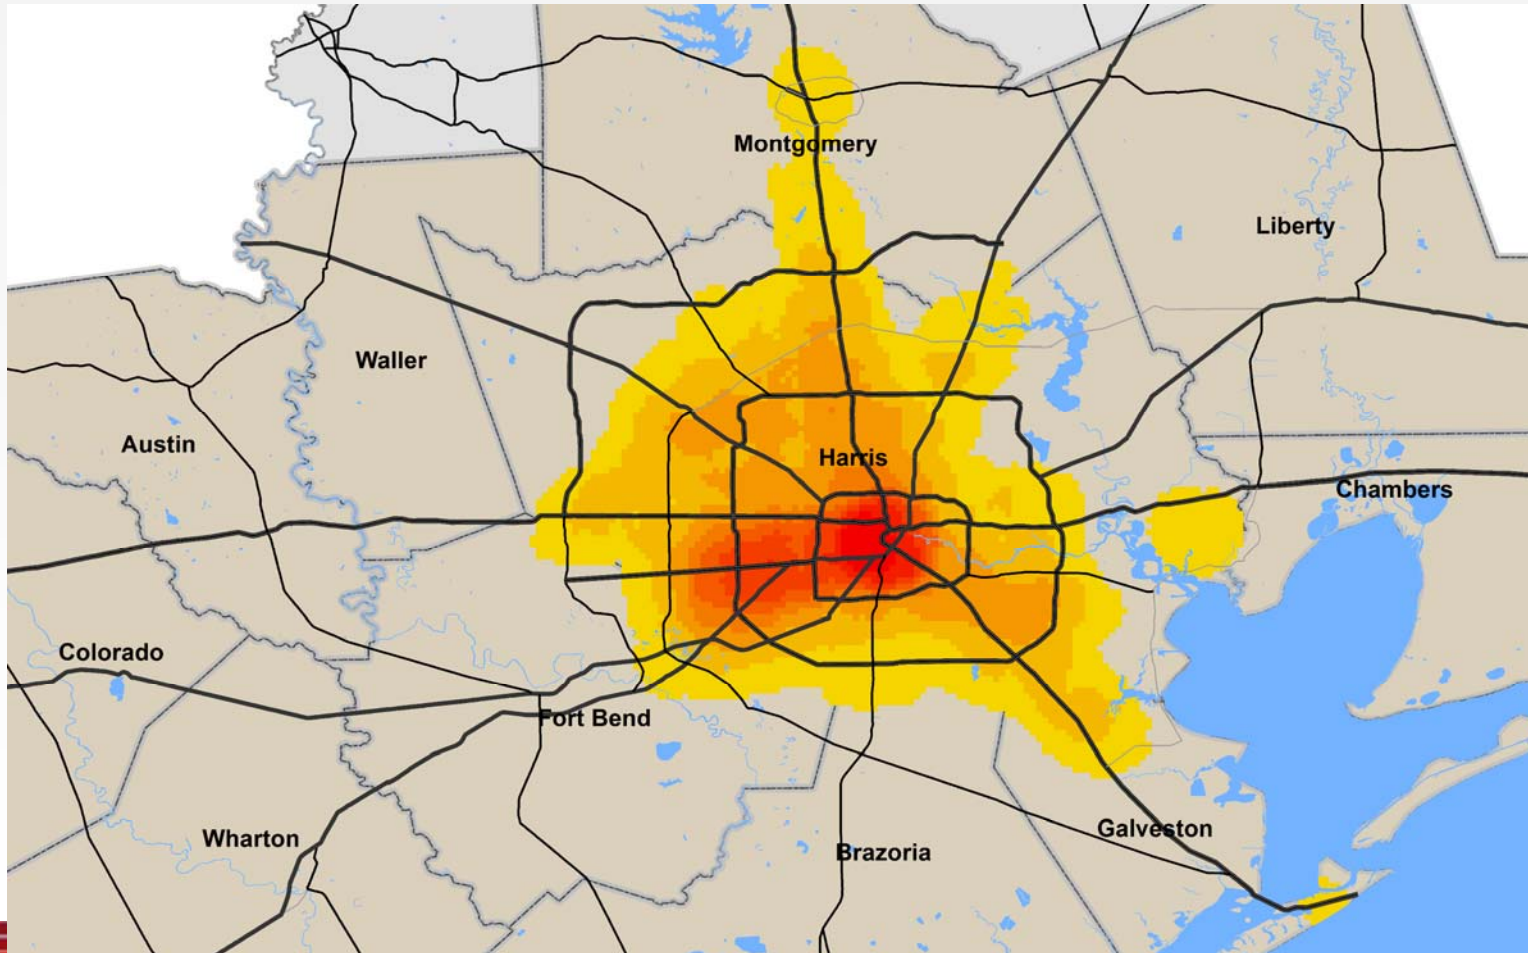 Montgomery
Liberty
Waller
Austin
Harris
Chambers
Colorado
Fort Bend
Wharton
Galveston
Brazoria